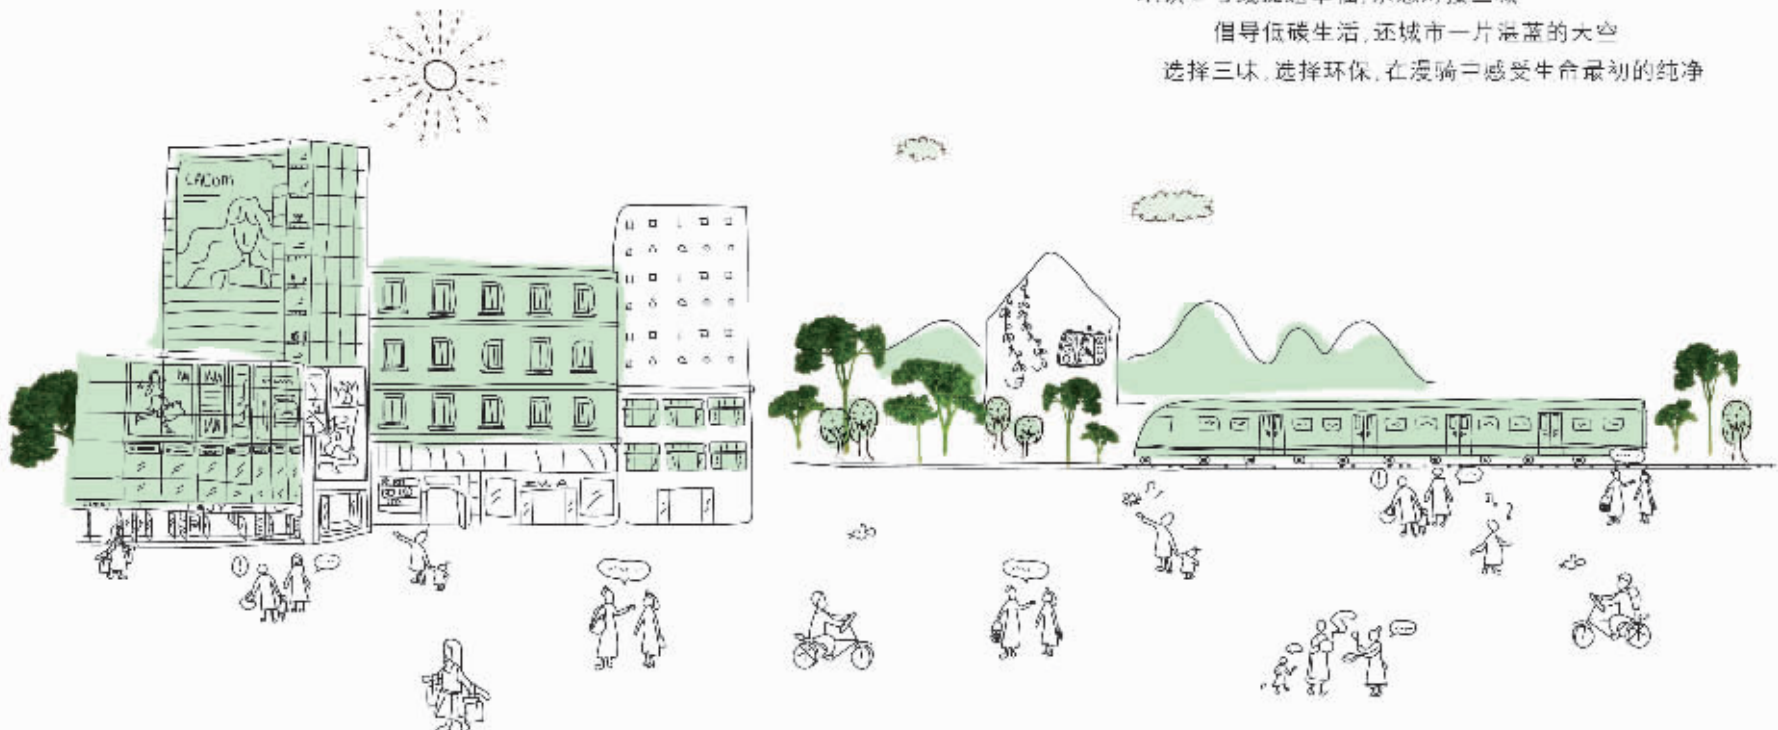 倡导低碳生活,还城市一片湛蓝的天空
选择三味,选择环保,在漫骑中感受生命最初的纯净
CACom